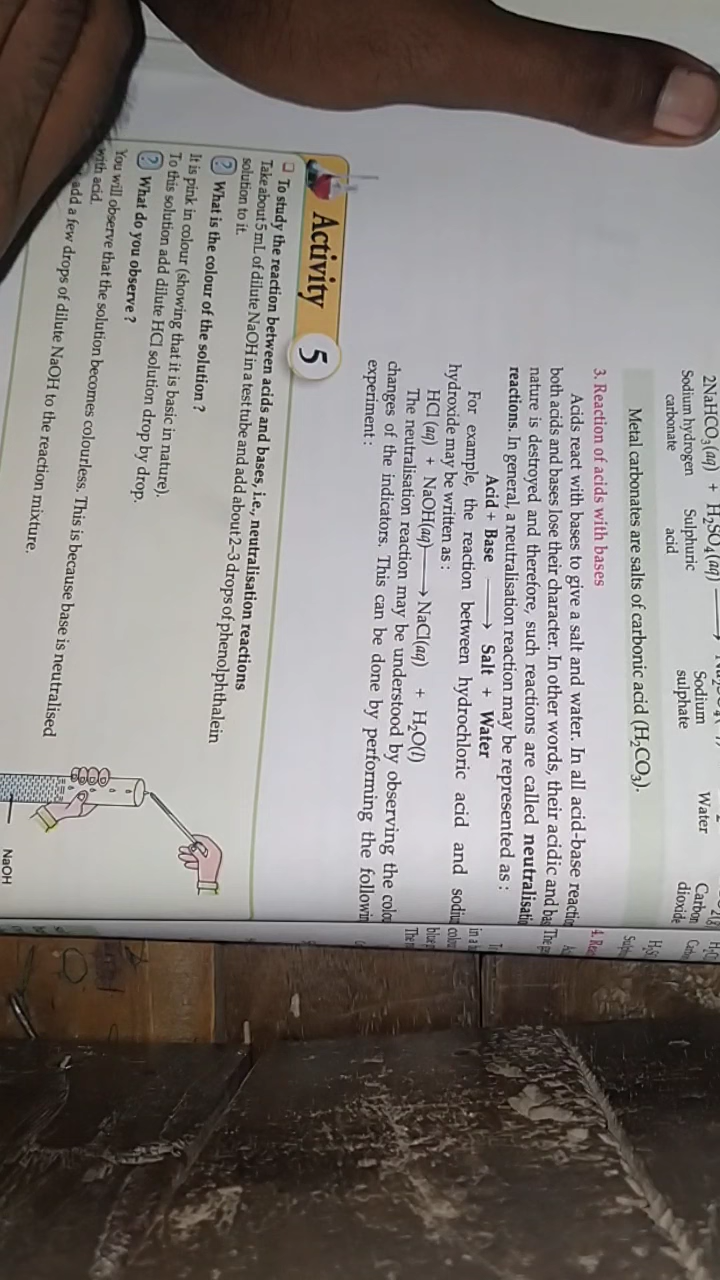 2NaHCO₃(aq) + H₂SO₄(aq) ⟶
Sodium hydrogen Sulphuric Sodium Water Carbon
carbonate acid sulphate dioxide
Metal carbonates are salts of carbonic acid (H₂CO₃).
3. Reaction of acids with bases
Acids react with bases to give a salt and water. In all acid-base
both acids and bases lose their character. In other words, their acidic and
nature is destroyed and therefore, such reactions are called
reactions. In general, a neutralisation reaction may be represented as :
Acid + Base ⟶ Salt + Water
For example, the reaction between hydrochloric acid and
hydroxide may be written as :
HCl (aq) + NaOH(aq) ⟶ NaCl(aq) + H₂O(l)
The neutralisation reaction may be understood by observing the
changes of the indicators. This can be done by performing the
experiment :
Activity 5
To study the reaction between acids and bases, i.e., neutralisation reactions
Take about 5 mL of dilute NaOH in a test tube and add about 2–3 drops of phenolphthalein
solution to it.
? What is the colour of the solution ?
It is pink in colour (showing that it is basic in nature).
To this solution add dilute HCl solution drop by drop.
? What do you observe ?
You will observe that the solution becomes colourless. This is because base is neutralised
with acid.
add a few drops of dilute NaOH to the reaction mixture.
NaOH